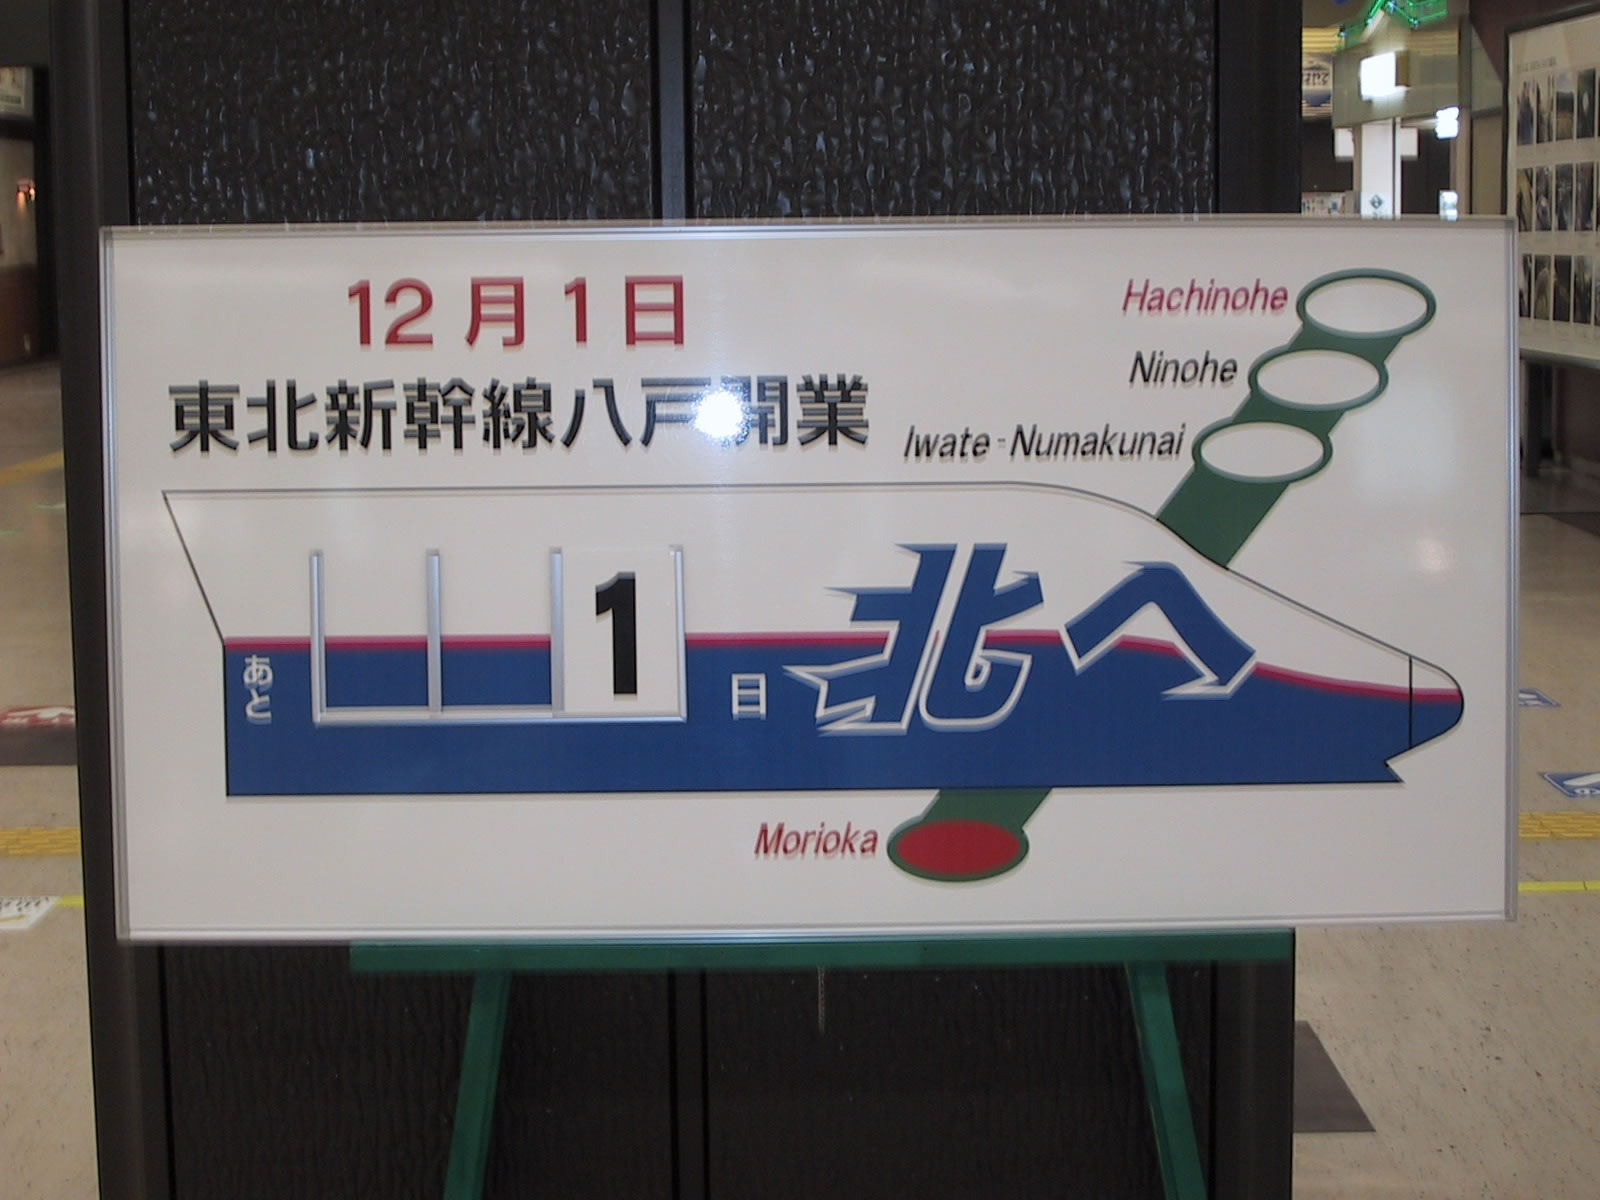 12月1日
東北新幹線八戸開業
Hachinohe
Ninohe
Iwate-Numakunai
あと
1
日
北へ
Morioka